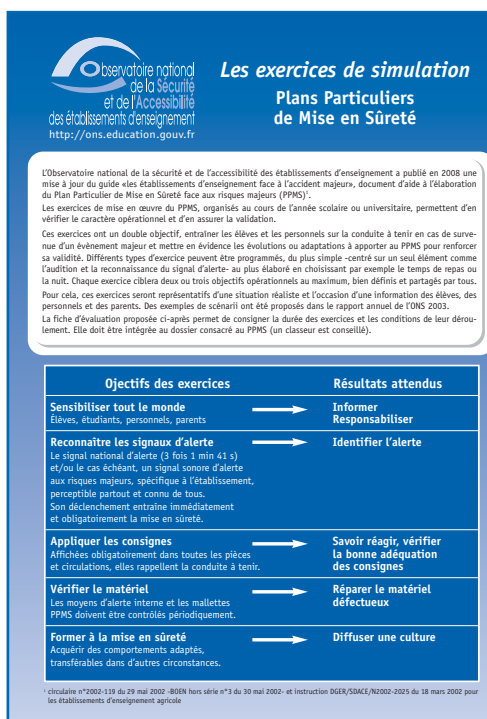 Observatoire national
de la Sécurité
et de l'Accessibilité
des établissements d'enseignement
http://ons.education.gouv.fr
Les exercices de simulation
Plans Particuliers
de Mise en Sûreté
L'Observatoire national de la sécurité et de l'accessibilité des établissements d'enseignement a publié en 2008 une
mise à jour du guide «les établissements d'enseignement face à l'accident majeur», document d'aide à l'élaboration
du Plan Particulier de Mise en Sûreté face aux risques majeurs (PPMS)¹.
Les exercices de mise en œuvre du PPMS, organisés au cours de l'année scolaire ou universitaire, permettent d'en
vérifier le caractère opérationnel et d'en assurer la validation.
Ces exercices ont un double objectif, entraîner les élèves et les personnels sur la conduite à tenir en cas de surve-
nue d'un évènement majeur et mettre en évidence les évolutions ou adaptations à apporter au PPMS pour renforcer
sa validité. Différents types d'exercice peuvent être programmés, du plus simple -centré sur un seul élément comme
l'audition et la reconnaissance du signal d'alerte- au plus élaboré en choisissant par exemple le temps de repas ou
la nuit. Chaque exercice ciblera deux ou trois objectifs opérationnels au maximum, bien définis et partagés par tous.
Pour cela, ces exercices seront représentatifs d'une situation réaliste et l'occasion d'une information des élèves, des
personnels et des parents. Des exemples de scénarii ont été proposés dans le rapport annuel de l'ONS 2003.
La fiche d'évaluation proposée ci-après permet de consigner la durée des exercices et les conditions de leur dérou-
lement. Elle doit être intégrée au dossier consacré au PPMS (un classeur est conseillé).
Ojectifs des exercices
Résultats attendus
Sensibiliser tout le monde
Élèves, étudiants, personnels, parents
Informer
Responsabiliser
Reconnaître les signaux d'alerte
Le signal national d'alerte (3 fois 1 min 41 s)
et/ou le cas échéant, un signal sonore d'alerte
aux risques majeurs, spécifique à l'établissement,
perceptible partout et connu de tous.
Son déclenchement entraîne immédiatement
et obligatoirement la mise en sûreté.
Identifier l'alerte
Appliquer les consignes
Affichées obligatoirement dans toutes les pièces
et circulations, elles rappellent la conduite à tenir.
Savoir réagir, vérifier
la bonne adéquation
des consignes
Vérifier le matériel
Les moyens d'alerte interne et les mallettes
PPMS doivent être contrôlés périodiquement.
Réparer le matériel
défectueux
Former à la mise en sûreté
Acquérir des comportements adaptés,
transférables dans d'autres circonstances.
Diffuser une culture
¹ circulaire n°2002-119 du 29 mai 2002 -BOEN hors série n°3 du 30 mai 2002- et instruction DGER/SDACE/N2002-2025 du 18 mars 2002 pour
les établissements d'enseignement agricole